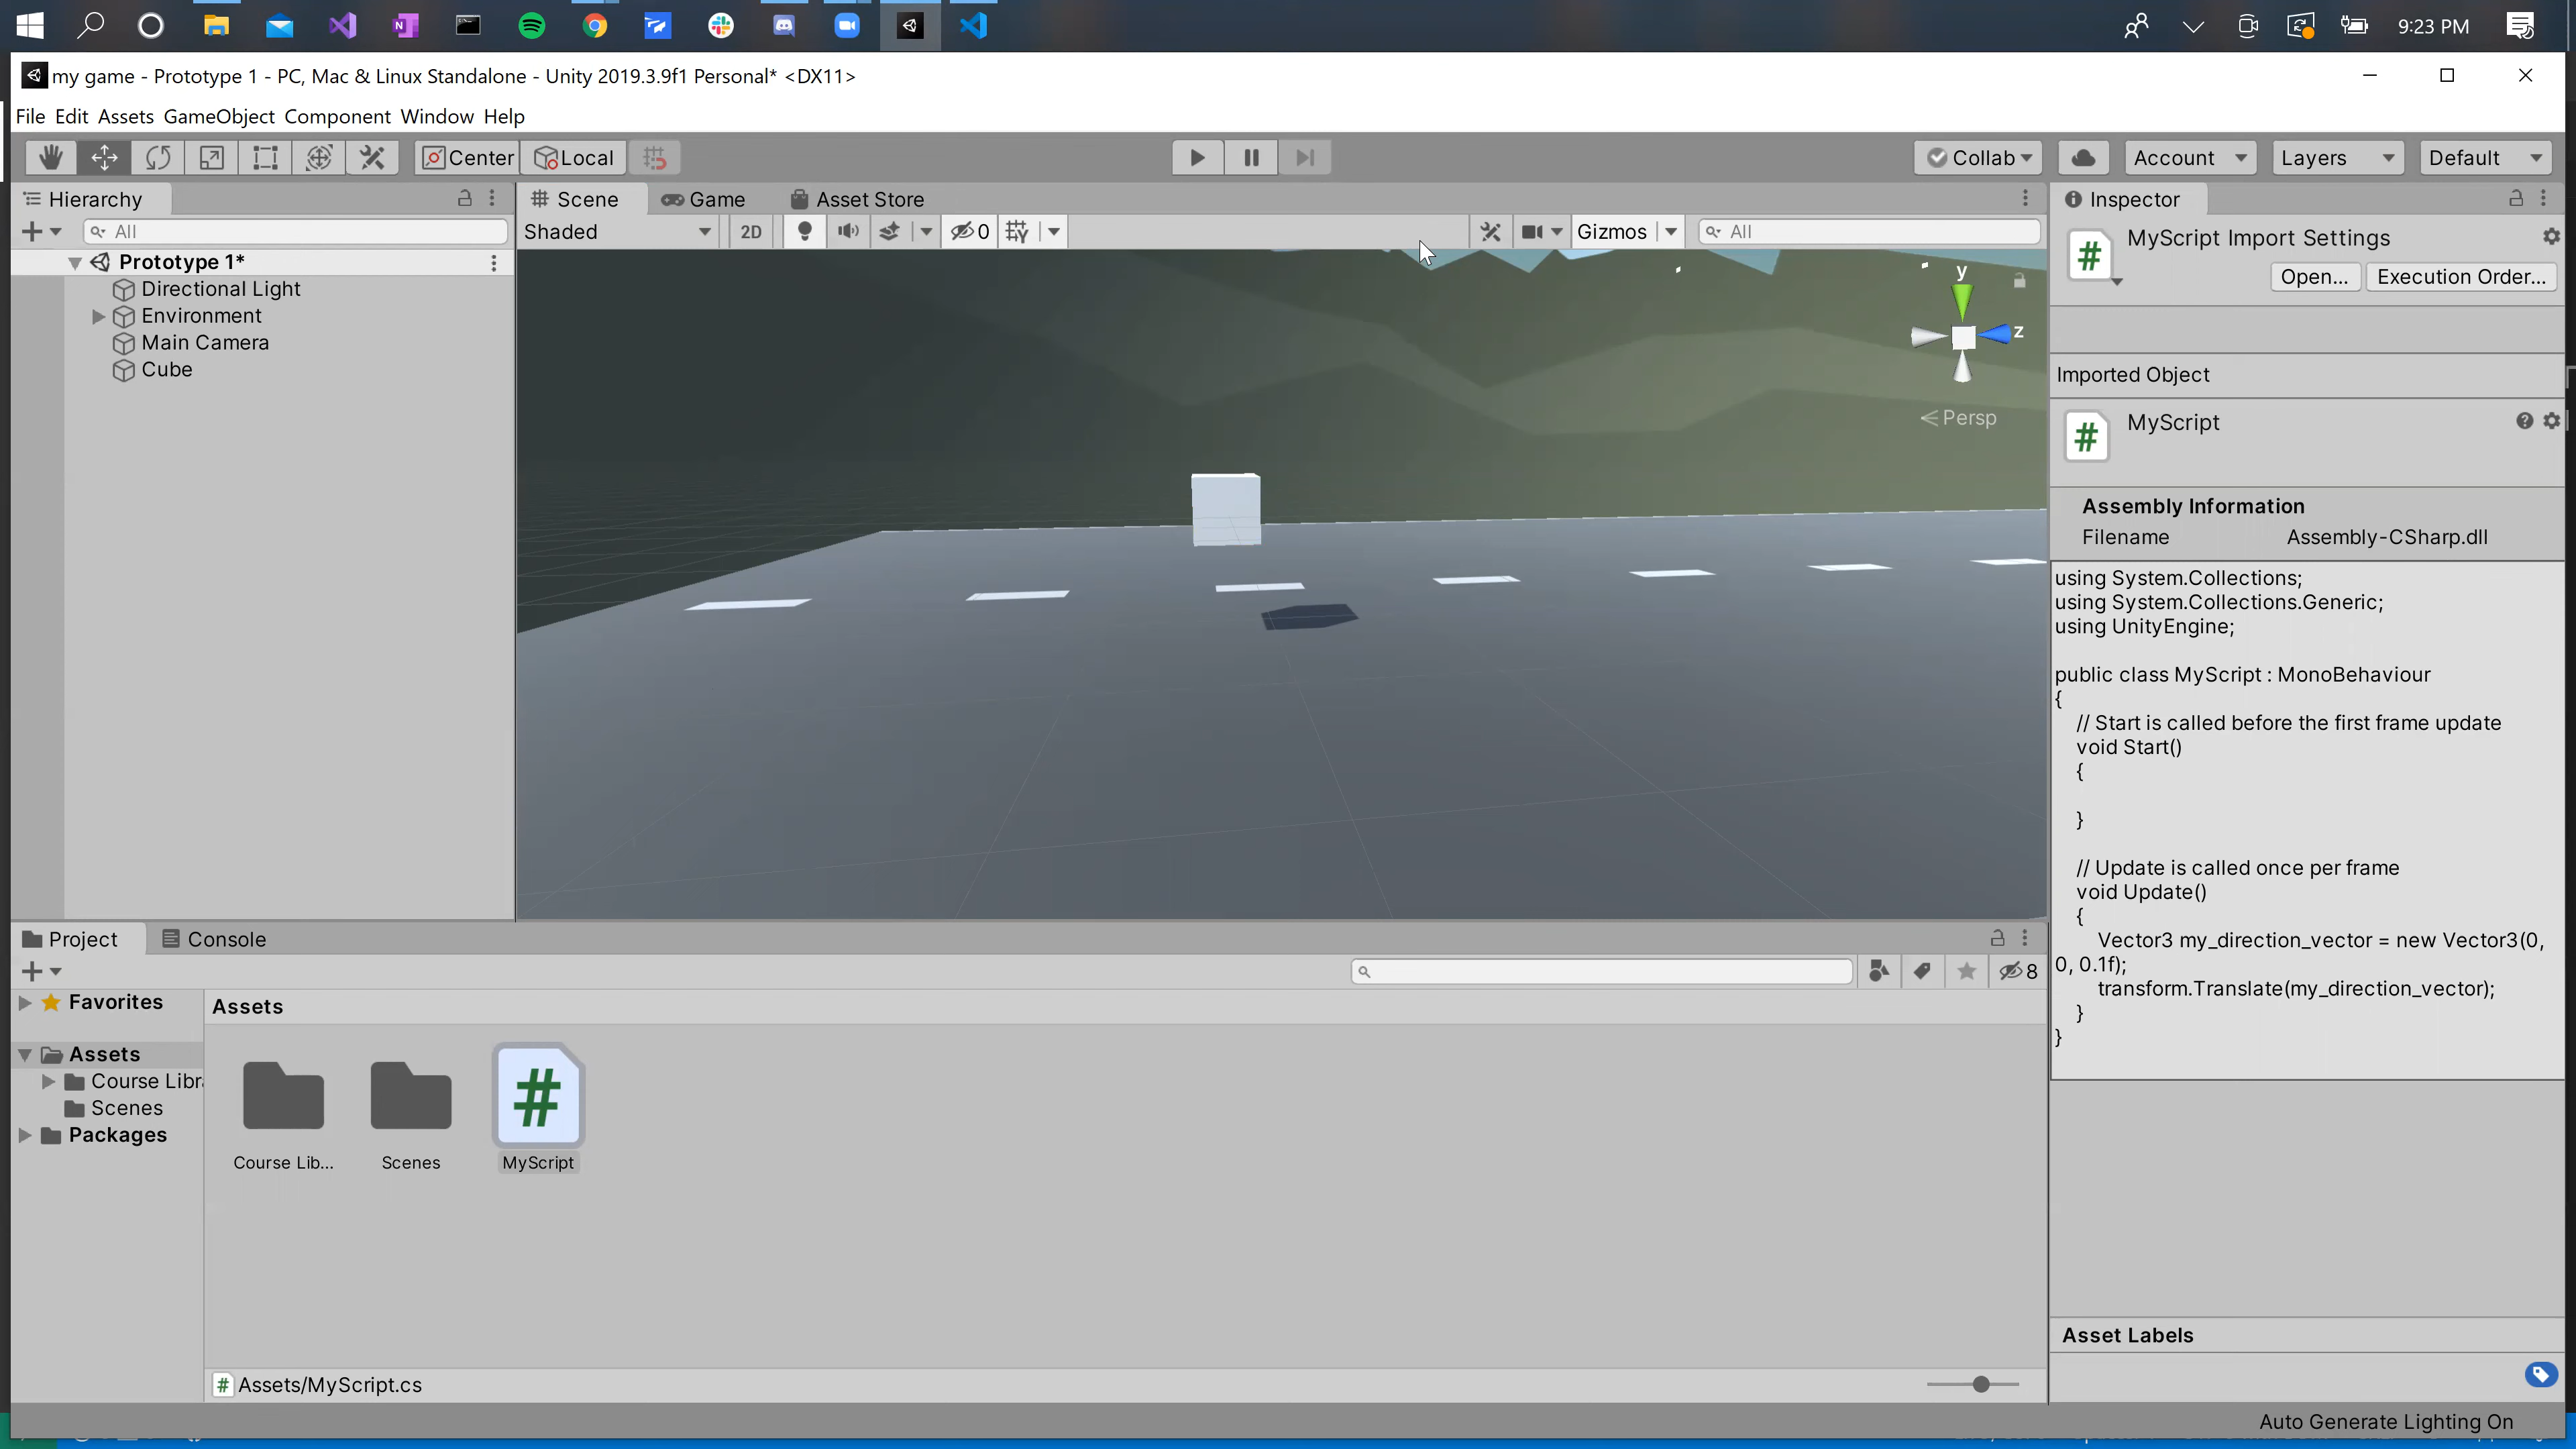 9:23 PM
my game - Prototype 1 - PC, Mac & Linux Standalone - Unity 2019.3.9f1 Personal* <DX11>
File Edit Assets GameObject Component Window Help
Center Local Collab Account Layers Default
Hierarchy
All
Prototype 1*
Directional Light
Environment
Main Camera
Cube
Scene Game Asset Store
Shaded 2D 0 Gizmos All
y
z
Persp
Inspector
MyScript Import Settings
Open... Execution Order...
Imported Object
MyScript
Assembly Information
Filename Assembly-CSharp.dll
using System.Collections;
using System.Collections.Generic;
using UnityEngine;
public class MyScript : MonoBehaviour
{
// Start is called before the first frame update
void Start()
{
}
// Update is called once per frame
void Update()
{
Vector3 my_direction_vector = new Vector3(0,
0, 0.1f);
transform.Translate(my_direction_vector);
}
}
Asset Labels
Project Console
8
Favorites
Assets
Course Libr
Scenes
Packages
Assets
Course Lib...
Scenes
MyScript
Assets/MyScript.cs
Auto Generate Lighting On